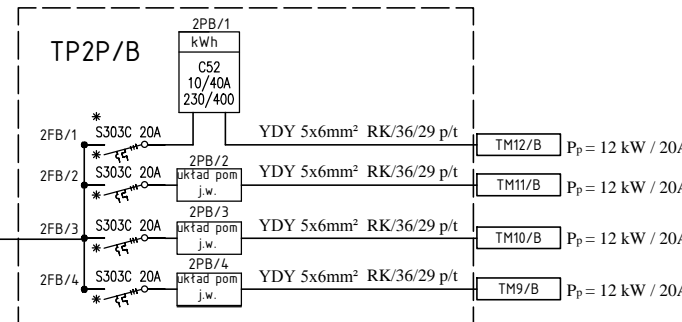 2PB/1
kWh
TP2P/B
C52
10/40A
230/400
*
2FB/1 S303C 20A YDY 5x6mm² RK/36/29 p/t
* TM12/B Pp = 12 kW / 20A
2FB/2 S303C 20A 2PB/2 YDY 5x6mm² RK/36/29 p/t
* układ pom TM11/B Pp = 12 kW / 20A
j.w.
2FB/3 S303C 20A 2PB/3 YDY 5x6mm² RK/36/29 p/t
* układ pom TM10/B Pp = 12 kW / 20A
j.w.
2FB/4 S303C 20A 2PB/4 YDY 5x6mm² RK/36/29 p/t
* układ pom TM9/B Pp = 12 kW / 20A
j.w.